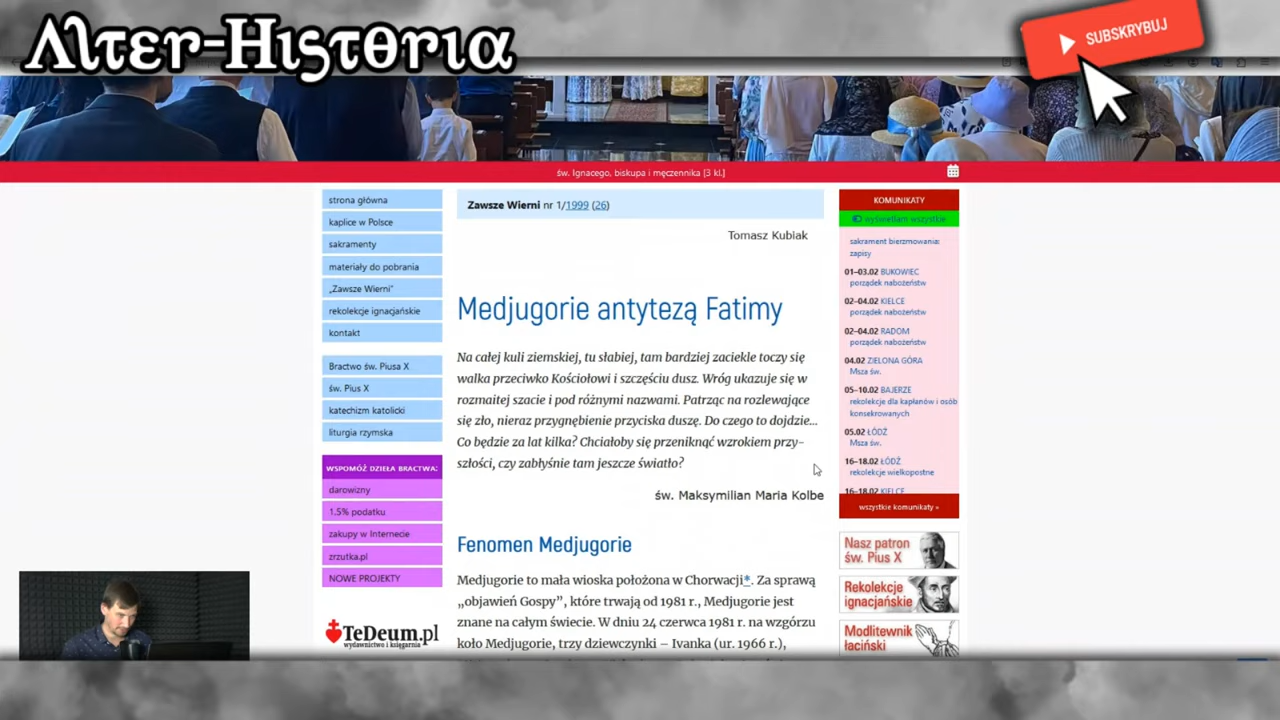 Alter-Historia
SUBSKRYBUJ
św. Ignacego, biskupa i męczennika [3 kl.]
strona główna
kaplice w Polsce
sakramenty
materiały do pobrania
„Zawsze Wierni”
rekolekcje ignacjańskie
kontakt
Bractwo św. Piusa X
św. Pius X
katechizm katolicki
liturgia rzymska
WSPOMÓŻ DZIEŁA BRACTWA:
darowizny
1.5% podatku
zakupy w Internecie
zrzutka.pl
NOWE PROJEKTY
TeDeum.pl
wydawnictwo i księgarnia
Zawsze Wierni nr 1/1999 (26)
Tomasz Kubiak
Medjugorie antytezą Fatimy
Na całej kuli ziemskiej, tu słabiej, tam bardziej zaciekle toczy się
walka przeciwko Kościołowi i szczęściu dusz. Wróg ukazuje się w
rozmaitej szacie i pod różnymi nazwami. Patrząc na rozlewające
się zło, nieraz przygnębienie przyciska duszę. Do czego to dojdzie...
Co będzie za lat kilka? Chciałoby się przeniknąć wzrokiem przy-
szłości, czy zabłyśnie tam jeszcze światło?
św. Maksymilian Maria Kolbe
Fenomen Medjugorie
Medjugorie to mała wioska położona w Chorwacji*. Za sprawą
„objawień Gospy”, które trwają od 1981 r., Medjugorie jest
znane na całym świecie. W dniu 24 czerwca 1981 r. na wzgórzu
koło Medjugorie, trzy dziewczynki – Ivanka (ur. 1966 r.),
KOMUNIKATY
wyświetlam wszystkie
sakrament bierzmowania:
zapisy
01–03.02 BUKOWIEC
porządek nabożeństw
02–04.02 KIELCE
porządek nabożeństw
02–04.02 RADOM
porządek nabożeństw
04.02 ZIELONA GÓRA
Msza św.
05–10.02 BAJERZE
rekolekcje dla kapłanów i osób
konsekrowanych
05.02 ŁÓDŹ
Msza św.
16–18.02 ŁÓDŹ
rekolekcje wielkopostne
16–18.02 KIELCE
wszystkie komunikaty »
Nasz patron
św. Pius X
Rekolekcje
ignacjańskie
Modlitewnik
łaciński